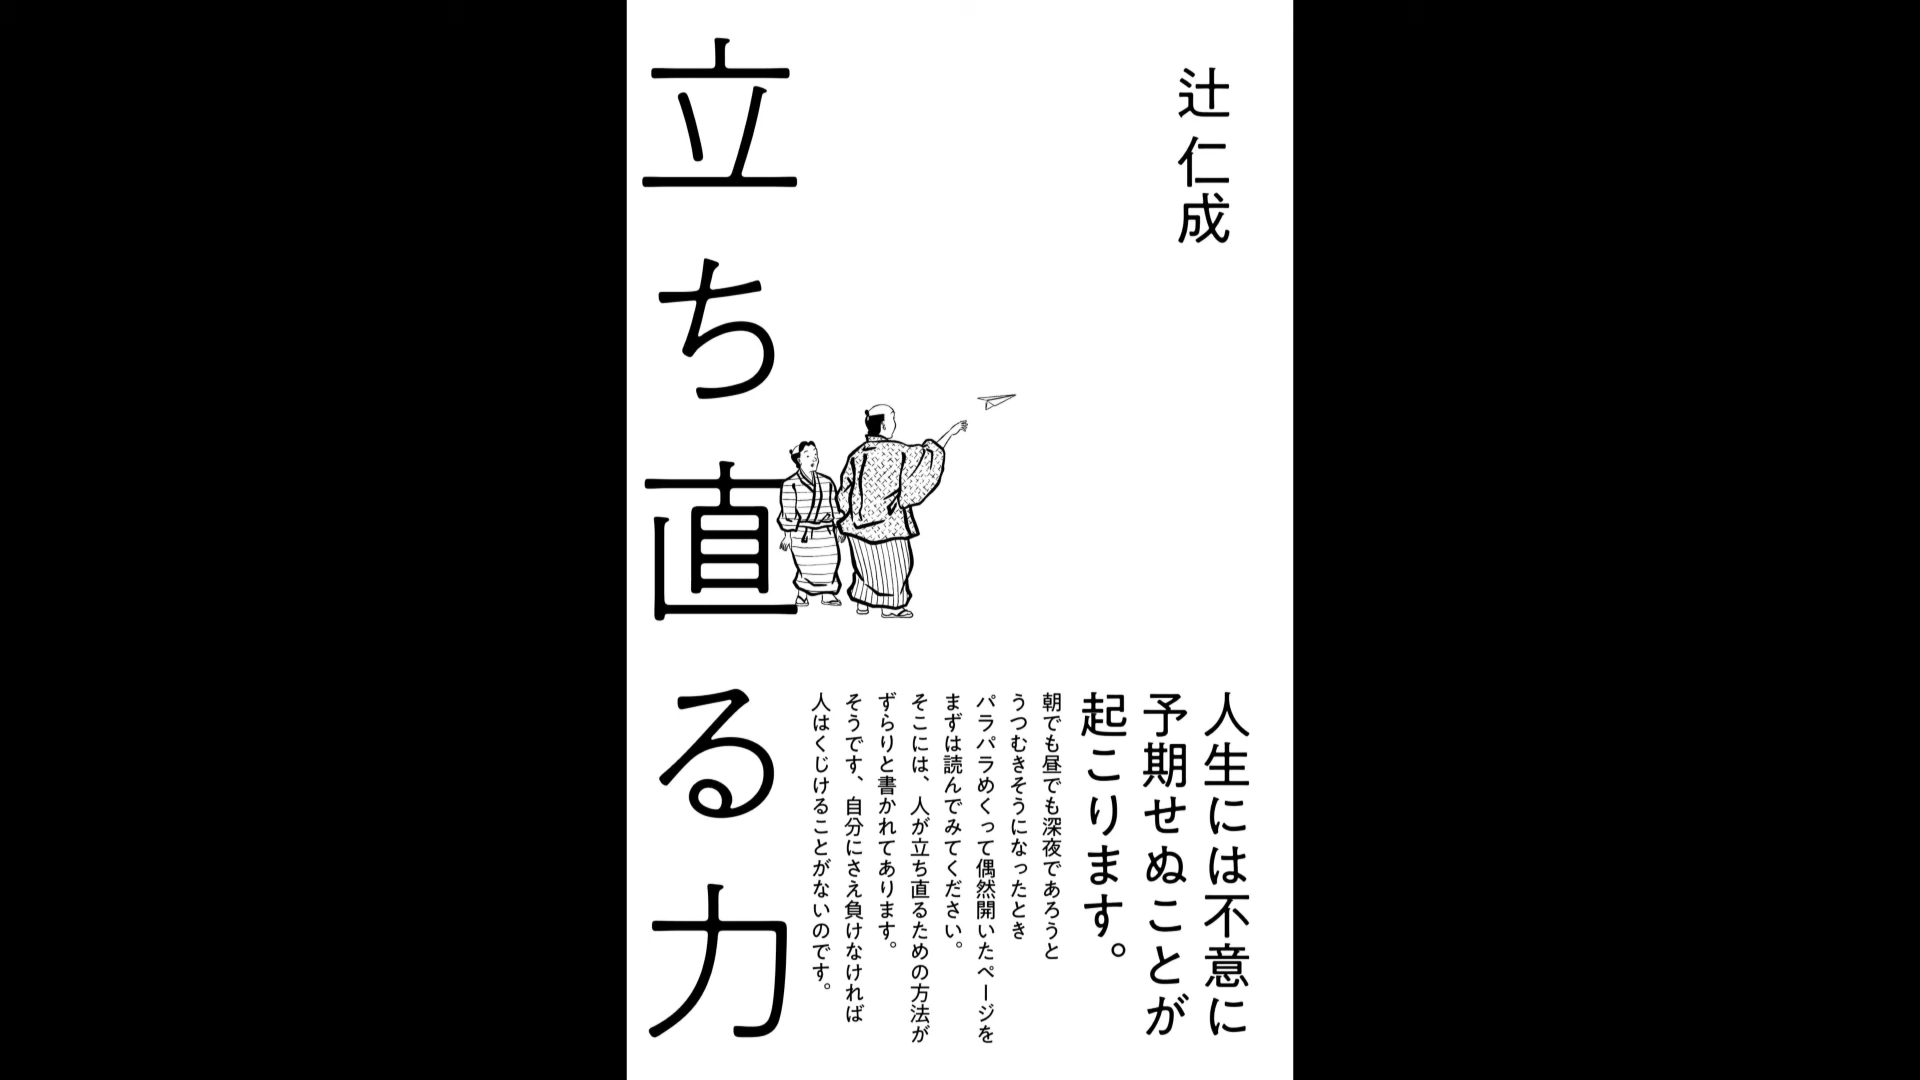 辻 仁成
人生には不意に
予期せぬことが
起こります。
朝でも昼でも深夜であろうと
うつむきそうになったとき
パラパラめくって偶然開いたページを
まずは読んでみてください。
そこには、人が立ち直るための方法が
ずらりと書かれてあります。
そうです、自分にさえ負けなければ
人はくじけることがないのです。
立ち直る力